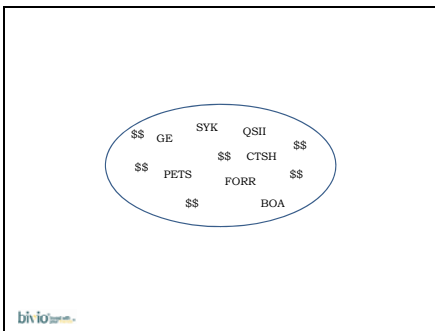 $$ GE SYK QSII $$
$$ PETS $$ CTSH $$
FORR
$$ BOA
bivio